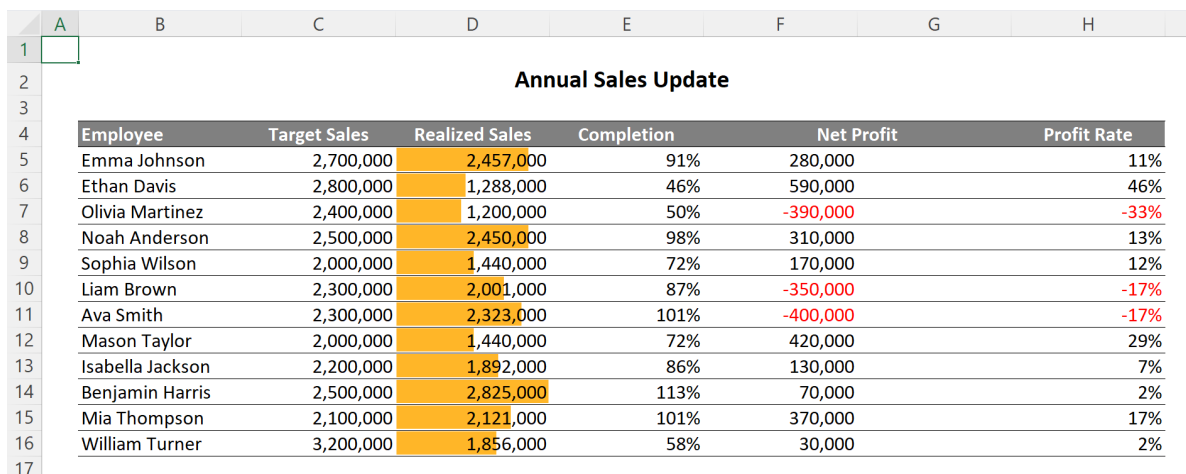 A B C D E F G H
1
2 Annual Sales Update
3
4 Employee Target Sales Realized Sales Completion Net Profit Profit Rate
5 Emma Johnson 2,700,000 2,457,000 91% 280,000 11%
6 Ethan Davis 2,800,000 1,288,000 46% 590,000 46%
7 Olivia Martinez 2,400,000 1,200,000 50% -390,000 -33%
8 Noah Anderson 2,500,000 2,450,000 98% 310,000 13%
9 Sophia Wilson 2,000,000 1,440,000 72% 170,000 12%
10 Liam Brown 2,300,000 2,001,000 87% -350,000 -17%
11 Ava Smith 2,300,000 2,323,000 101% -400,000 -17%
12 Mason Taylor 2,000,000 1,440,000 72% 420,000 29%
13 Isabella Jackson 2,200,000 1,892,000 86% 130,000 7%
14 Benjamin Harris 2,500,000 2,825,000 113% 70,000 2%
15 Mia Thompson 2,100,000 2,121,000 101% 370,000 17%
16 William Turner 3,200,000 1,856,000 58% 30,000 2%
17